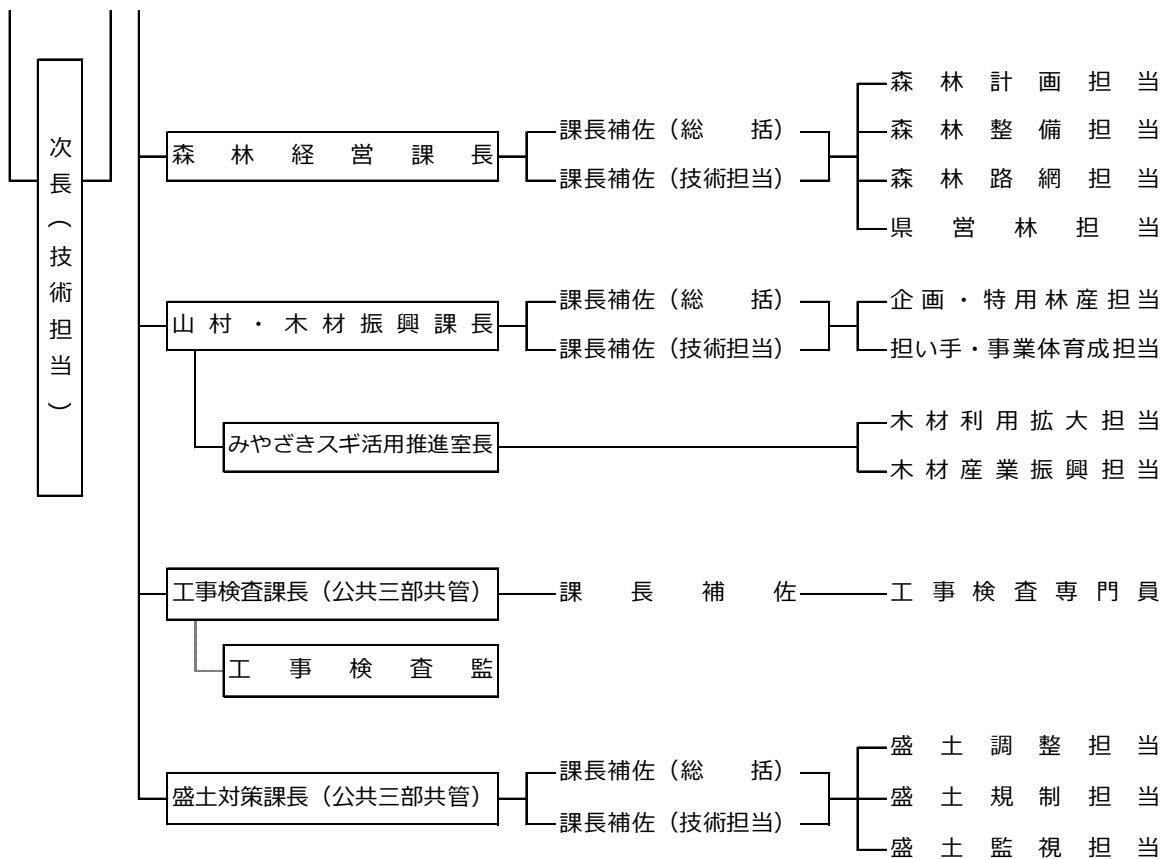 次長（技術担当）
森林経営課長
課長補佐（総　括）
課長補佐（技術担当）
森林計画担当
森林整備担当
森林路網担当
県営林担当
山村・木材振興課長
課長補佐（総　括）
課長補佐（技術担当）
企画・特用林産担当
担い手・事業体育成担当
みやざきスギ活用推進室長
木材利用拡大担当
木材産業振興担当
工事検査課長（公共三部共管）
課長補佐
工事検査専門員
工事検査監
盛土対策課長（公共三部共管）
課長補佐（総　括）
課長補佐（技術担当）
盛土調整担当
盛土規制担当
盛土監視担当